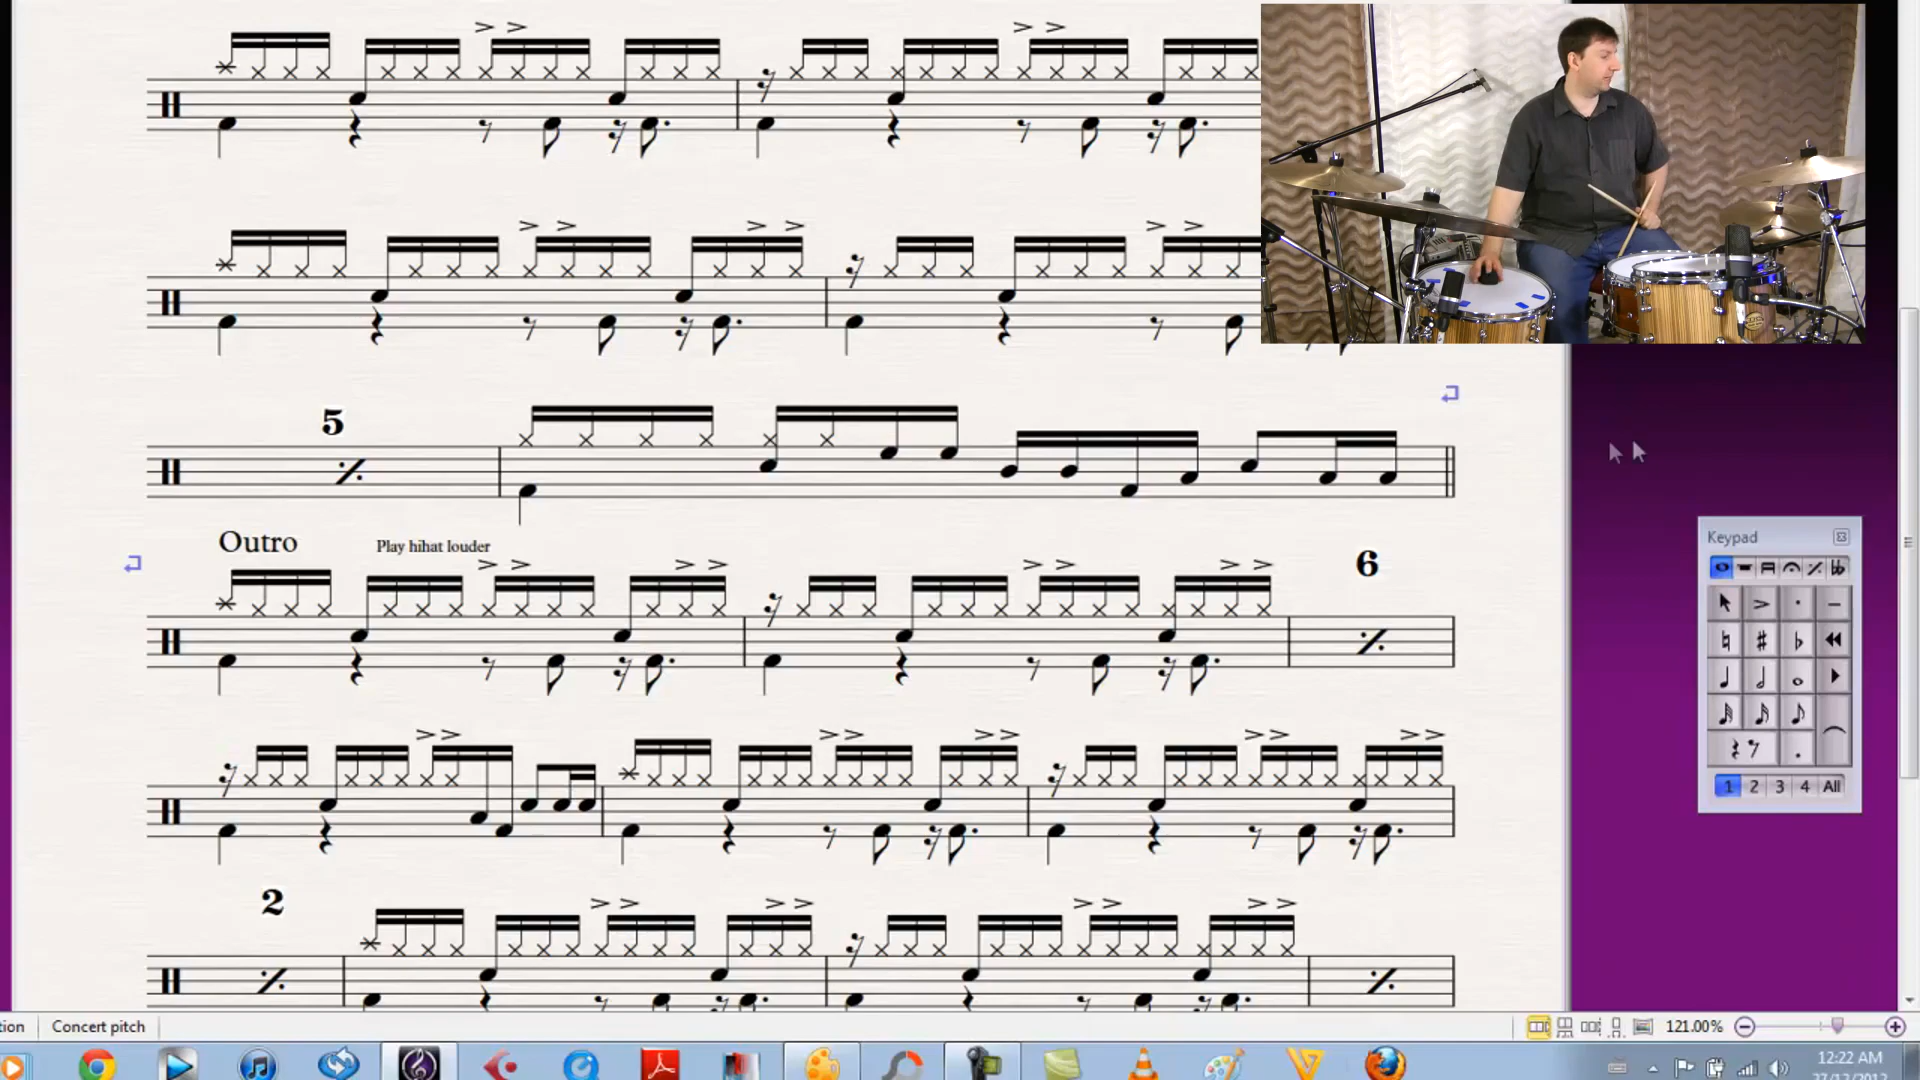 5
Outro
Play hihat louder
6
Keypad
1 2 3 4 All
2
Concert pitch
121.00%
12:22 AM